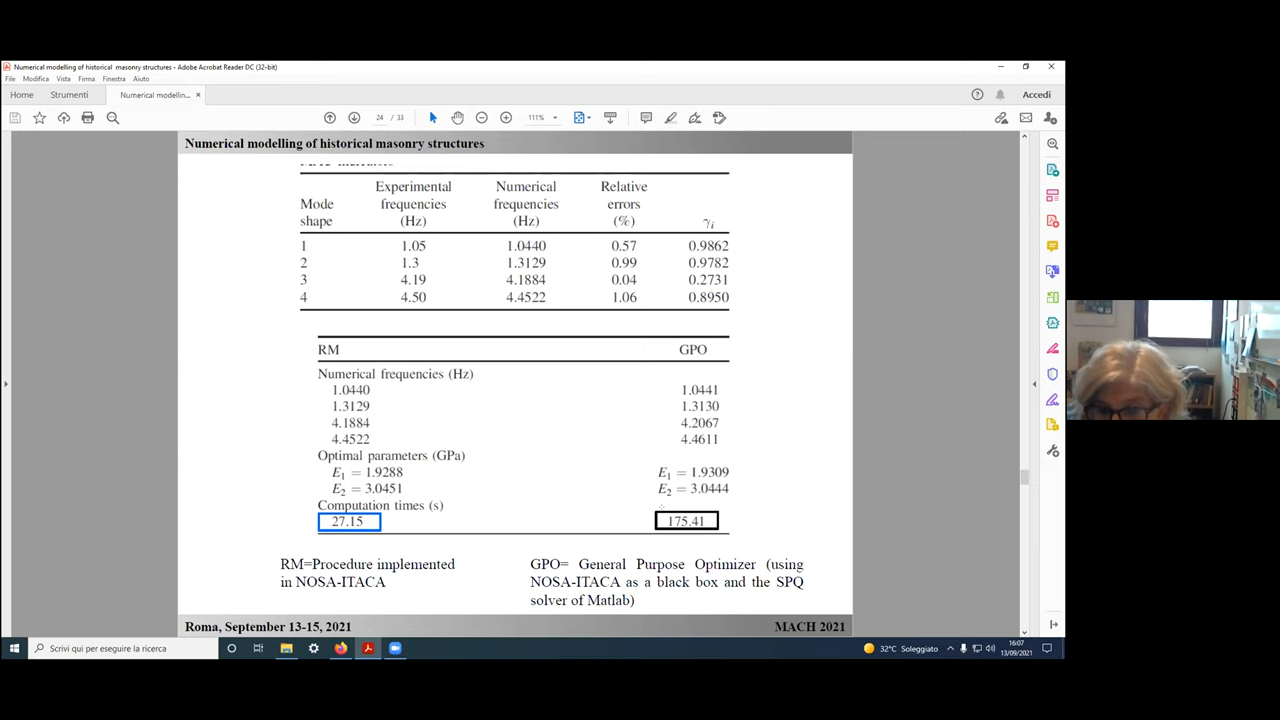 Numerical modelling of historical masonry structures - Adobe Acrobat Reader DC (32-bit)
File Modifica Vista Firma Finestra Aiuto
Home Strumenti Numerical modellin... Accedi
24 / 33 111%
Numerical modelling of historical masonry structures
Mode shape Experimental frequencies (Hz) Numerical frequencies (Hz) Relative errors (%) γi
1 1.05 1.0440 0.57 0.9862
2 1.3 1.3129 0.99 0.9782
3 4.19 4.1884 0.04 0.2731
4 4.50 4.4522 1.06 0.8950
RM GPO
Numerical frequencies (Hz)
1.0440 1.0441
1.3129 1.3130
4.1884 4.2067
4.4522 4.4611
Optimal parameters (GPa)
E1 = 1.9288 E1 = 1.9309
E2 = 3.0451 E2 = 3.0444
Computation times (s)
27.15 175.41
RM=Procedure implemented
in NOSA-ITACA
GPO= General Purpose Optimizer (using
NOSA-ITACA as a black box and the SPQ
solver of Matlab)
Roma, September 13-15, 2021 MACH 2021
Scrivi qui per eseguire la ricerca 32°C Soleggiato 16:07
13/09/2021